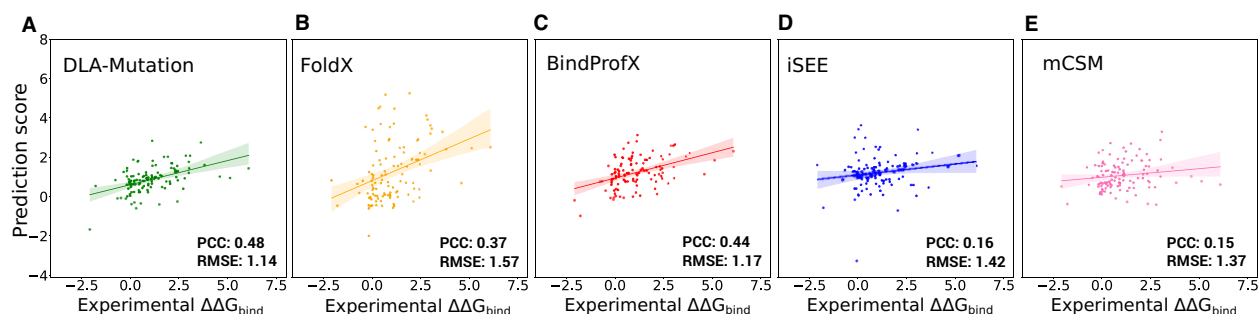 A B C D E
8
6
4
2
0
−2
−4
Prediction score
DLA-Mutation
PCC: 0.48
RMSE: 1.14
−2.5 0.0 2.5 5.0 7.5
Experimental ΔΔG_bind
FoldX
PCC: 0.37
RMSE: 1.57
−2.5 0.0 2.5 5.0 7.5
Experimental ΔΔG_bind
BindProfX
PCC: 0.44
RMSE: 1.17
−2.5 0.0 2.5 5.0 7.5
Experimental ΔΔG_bind
iSEE
PCC: 0.16
RMSE: 1.42
−2.5 0.0 2.5 5.0 7.5
Experimental ΔΔG_bind
mCSM
PCC: 0.15
RMSE: 1.37
−2.5 0.0 2.5 5.0 7.5
Experimental ΔΔG_bind